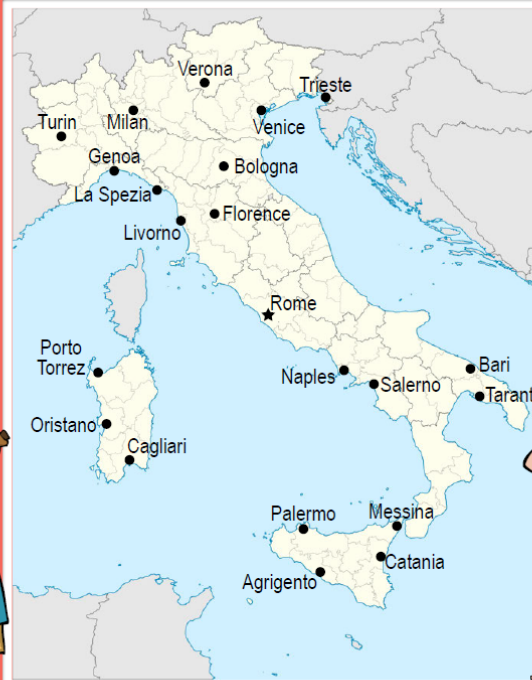 Verona
Trieste
Turin
Milan
Venice
Genoa
Bologna
La Spezia
Florence
Livorno
Rome
Porto
Torrez
Naples
Salerno
Bari
Tarant
Oristano
Cagliari
Palermo
Messina
Catania
Agrigento